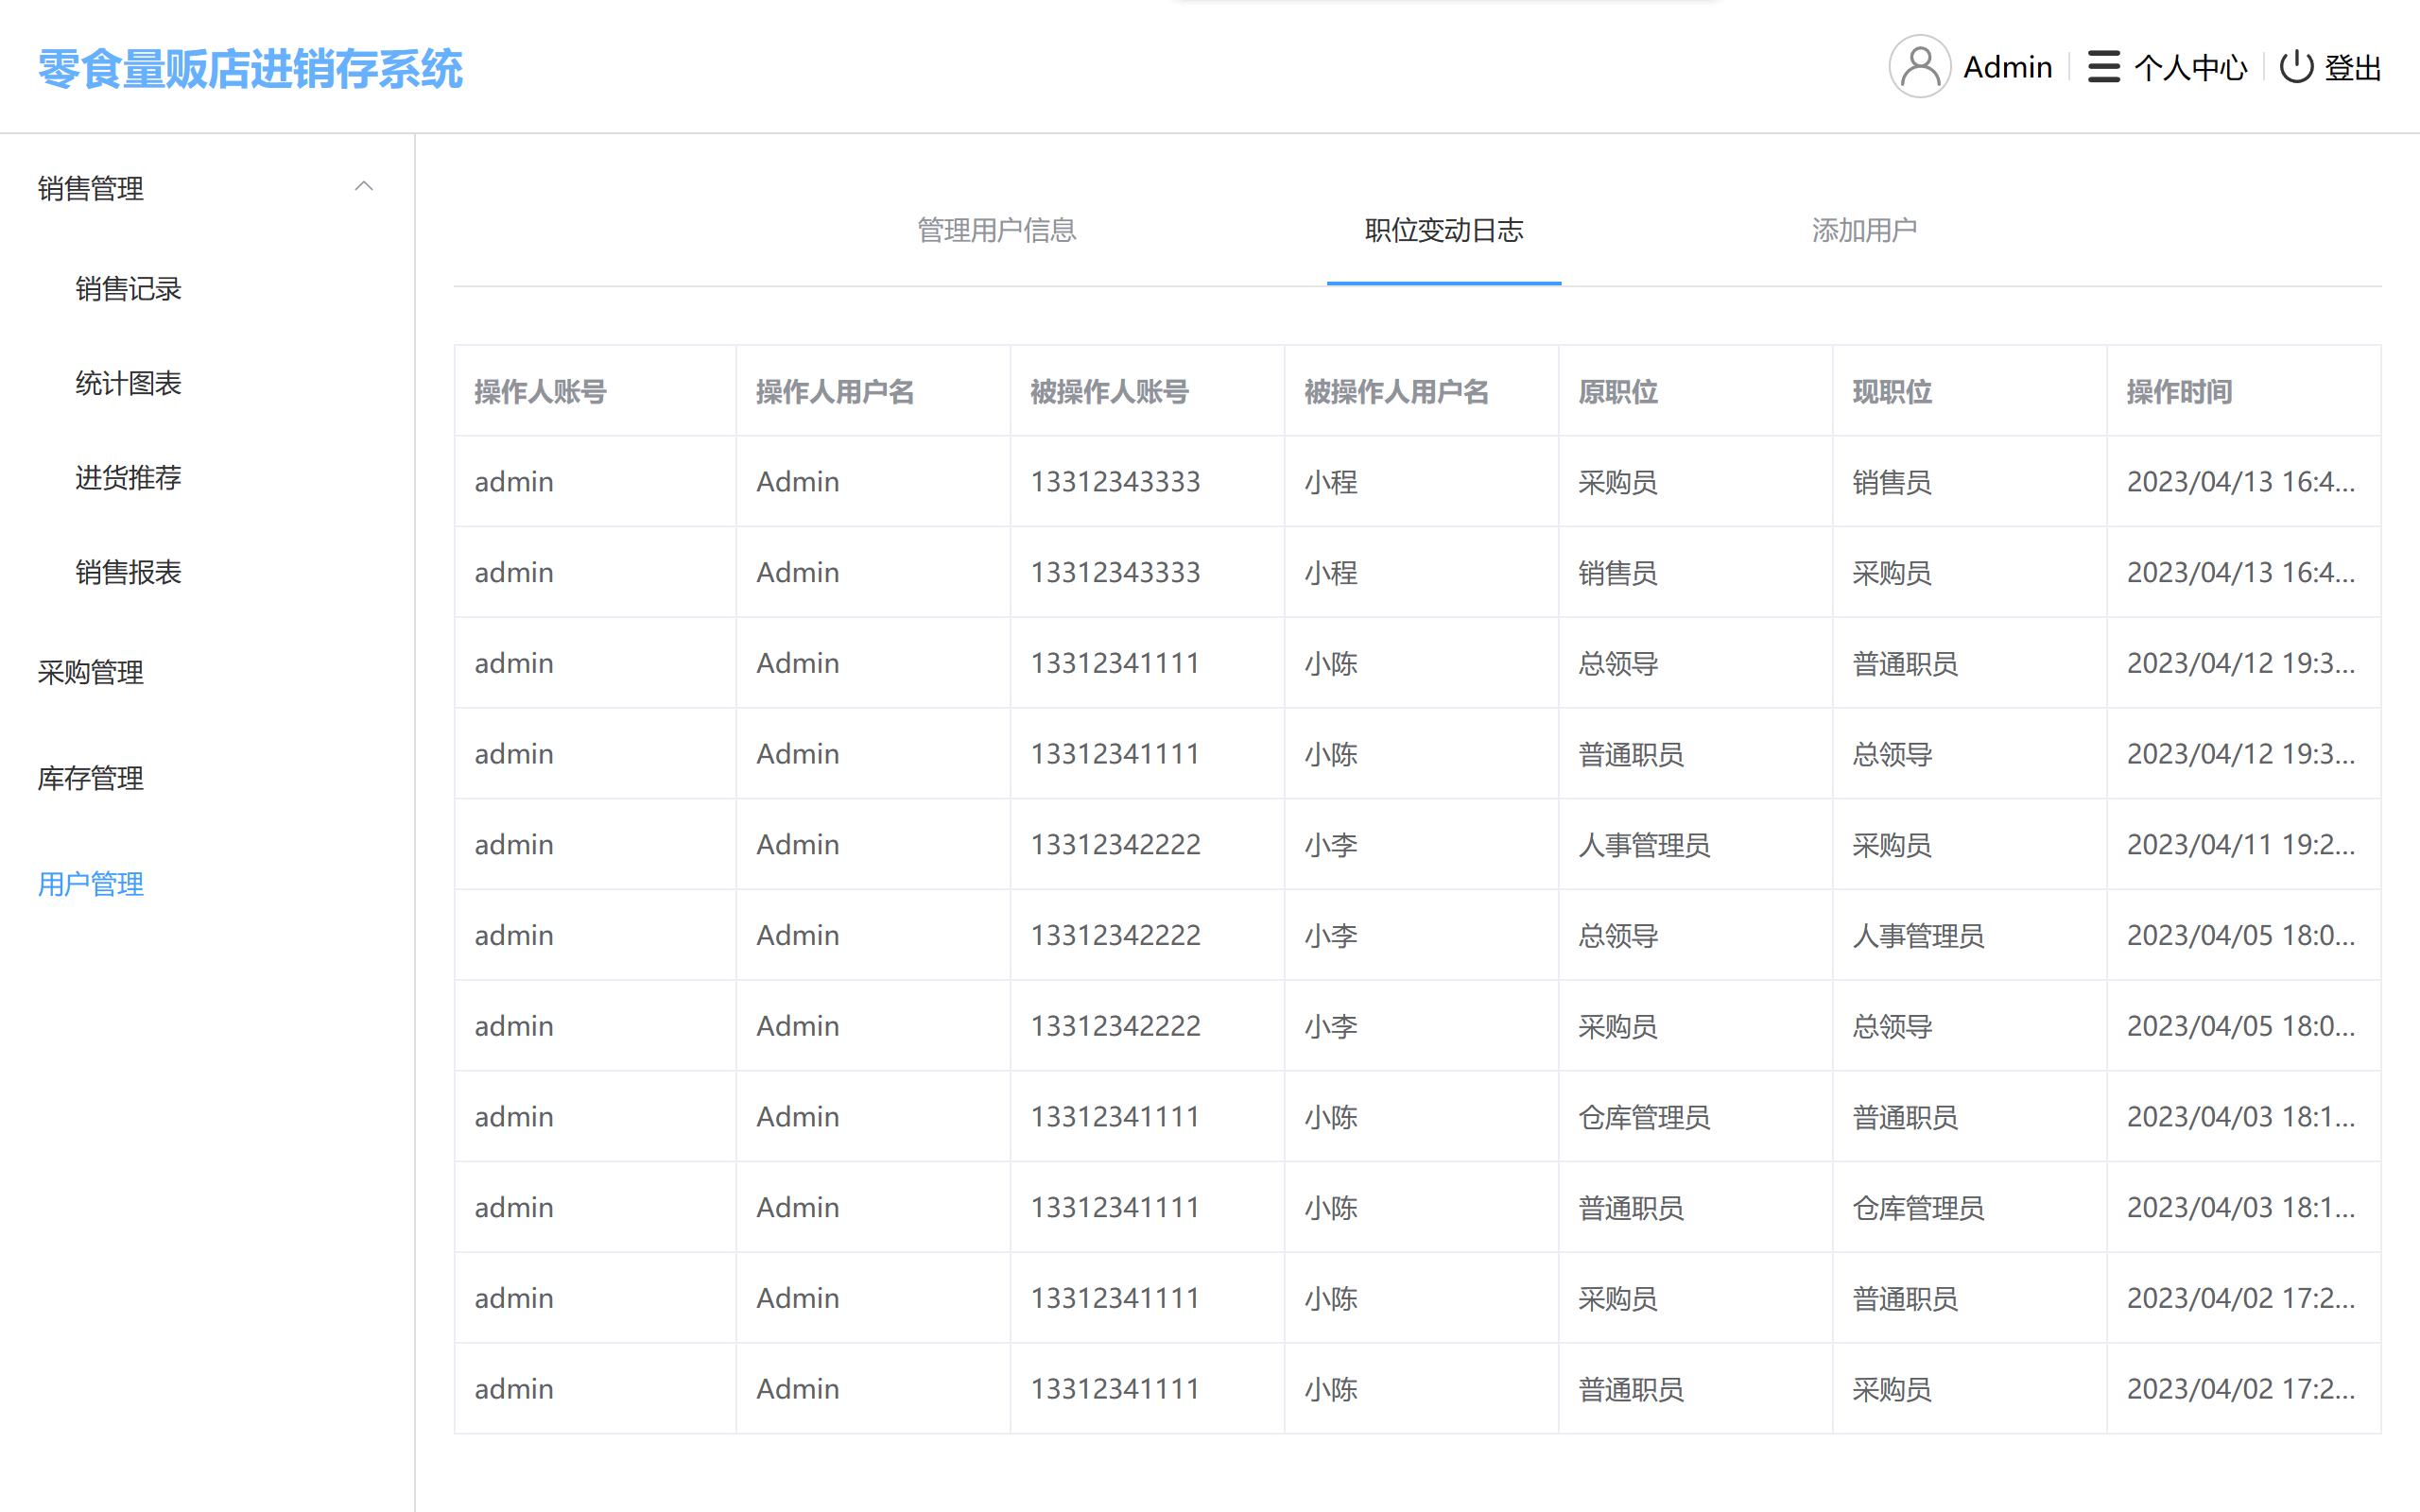 零食量贩店进销存系统
Admin 个人中心 登出
销售管理
销售记录
统计图表
进货推荐
销售报表
采购管理
库存管理
用户管理
管理用户信息 职位变动日志 添加用户
操作人账号 操作人用户名 被操作人账号 被操作人用户名 原职位 现职位 操作时间
admin Admin 13312343333 小程 采购员 销售员 2023/04/13 16:4...
admin Admin 13312343333 小程 销售员 采购员 2023/04/13 16:4...
admin Admin 13312341111 小陈 总领导 普通职员 2023/04/12 19:3...
admin Admin 13312341111 小陈 普通职员 总领导 2023/04/12 19:3...
admin Admin 13312342222 小李 人事管理员 采购员 2023/04/11 19:2...
admin Admin 13312342222 小李 总领导 人事管理员 2023/04/05 18:0...
admin Admin 13312342222 小李 采购员 总领导 2023/04/05 18:0...
admin Admin 13312341111 小陈 仓库管理员 普通职员 2023/04/03 18:1...
admin Admin 13312341111 小陈 普通职员 仓库管理员 2023/04/03 18:1...
admin Admin 13312341111 小陈 采购员 普通职员 2023/04/02 17:2...
admin Admin 13312341111 小陈 普通职员 采购员 2023/04/02 17:2...